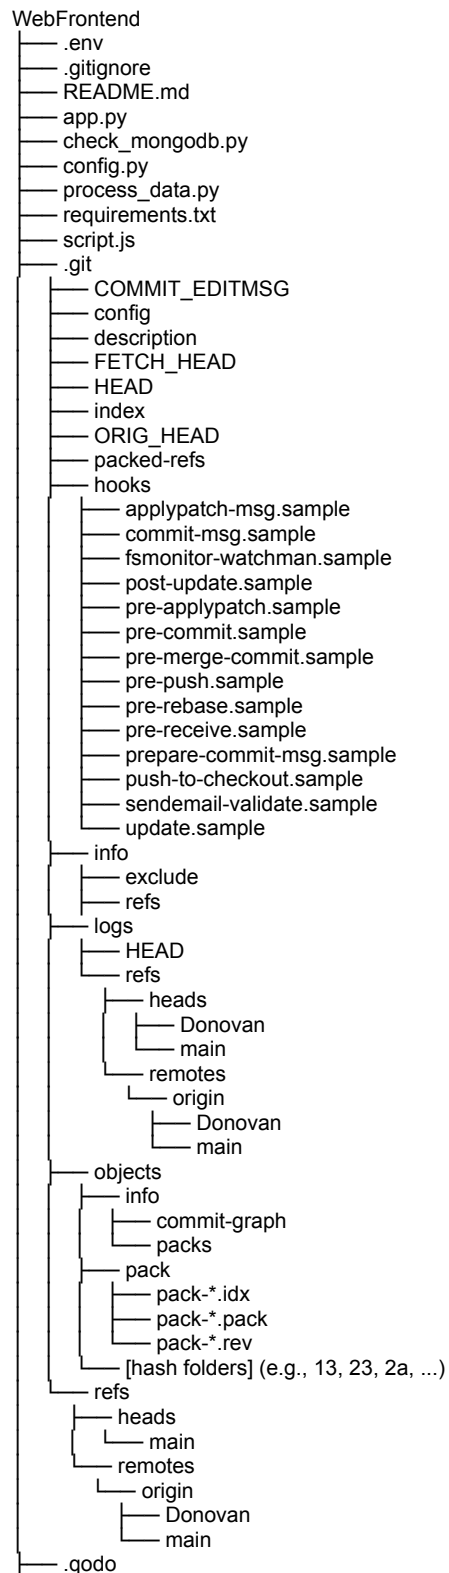 WebFrontend
├── .env
├── .gitignore
├── README.md
├── app.py
├── check_mongodb.py
├── config.py
├── process_data.py
├── requirements.txt
├── script.js
├── .git
│   ├── COMMIT_EDITMSG
│   ├── config
│   ├── description
│   ├── FETCH_HEAD
│   ├── HEAD
│   ├── index
│   ├── ORIG_HEAD
│   ├── packed-refs
│   ├── hooks
│   │   ├── applypatch-msg.sample
│   │   ├── commit-msg.sample
│   │   ├── fsmonitor-watchman.sample
│   │   ├── post-update.sample
│   │   ├── pre-applypatch.sample
│   │   ├── pre-commit.sample
│   │   ├── pre-merge-commit.sample
│   │   ├── pre-push.sample
│   │   ├── pre-rebase.sample
│   │   ├── pre-receive.sample
│   │   ├── prepare-commit-msg.sample
│   │   ├── push-to-checkout.sample
│   │   ├── sendemail-validate.sample
│   │   └── update.sample
│   ├── info
│   │   ├── exclude
│   │   ├── refs
│   ├── logs
│   │   ├── HEAD
│   │   └── refs
│   │       ├── heads
│   │       │   ├── Donovan
│   │       │   └── main
│   │       └── remotes
│   │           └── origin
│   │               ├── Donovan
│   │               └── main
│   ├── objects
│   │   ├── info
│   │   │   ├── commit-graph
│   │   │   └── packs
│   │   ├── pack
│   │   │   ├── pack-*.idx
│   │   │   ├── pack-*.pack
│   │   │   └── pack-*.rev
│   │   └── [hash folders] (e.g., 13, 23, 2a, ...)
│   └── refs
│       ├── heads
│       │   └── main
│       └── remotes
│           └── origin
│               ├── Donovan
│               └── main
├── .qodo